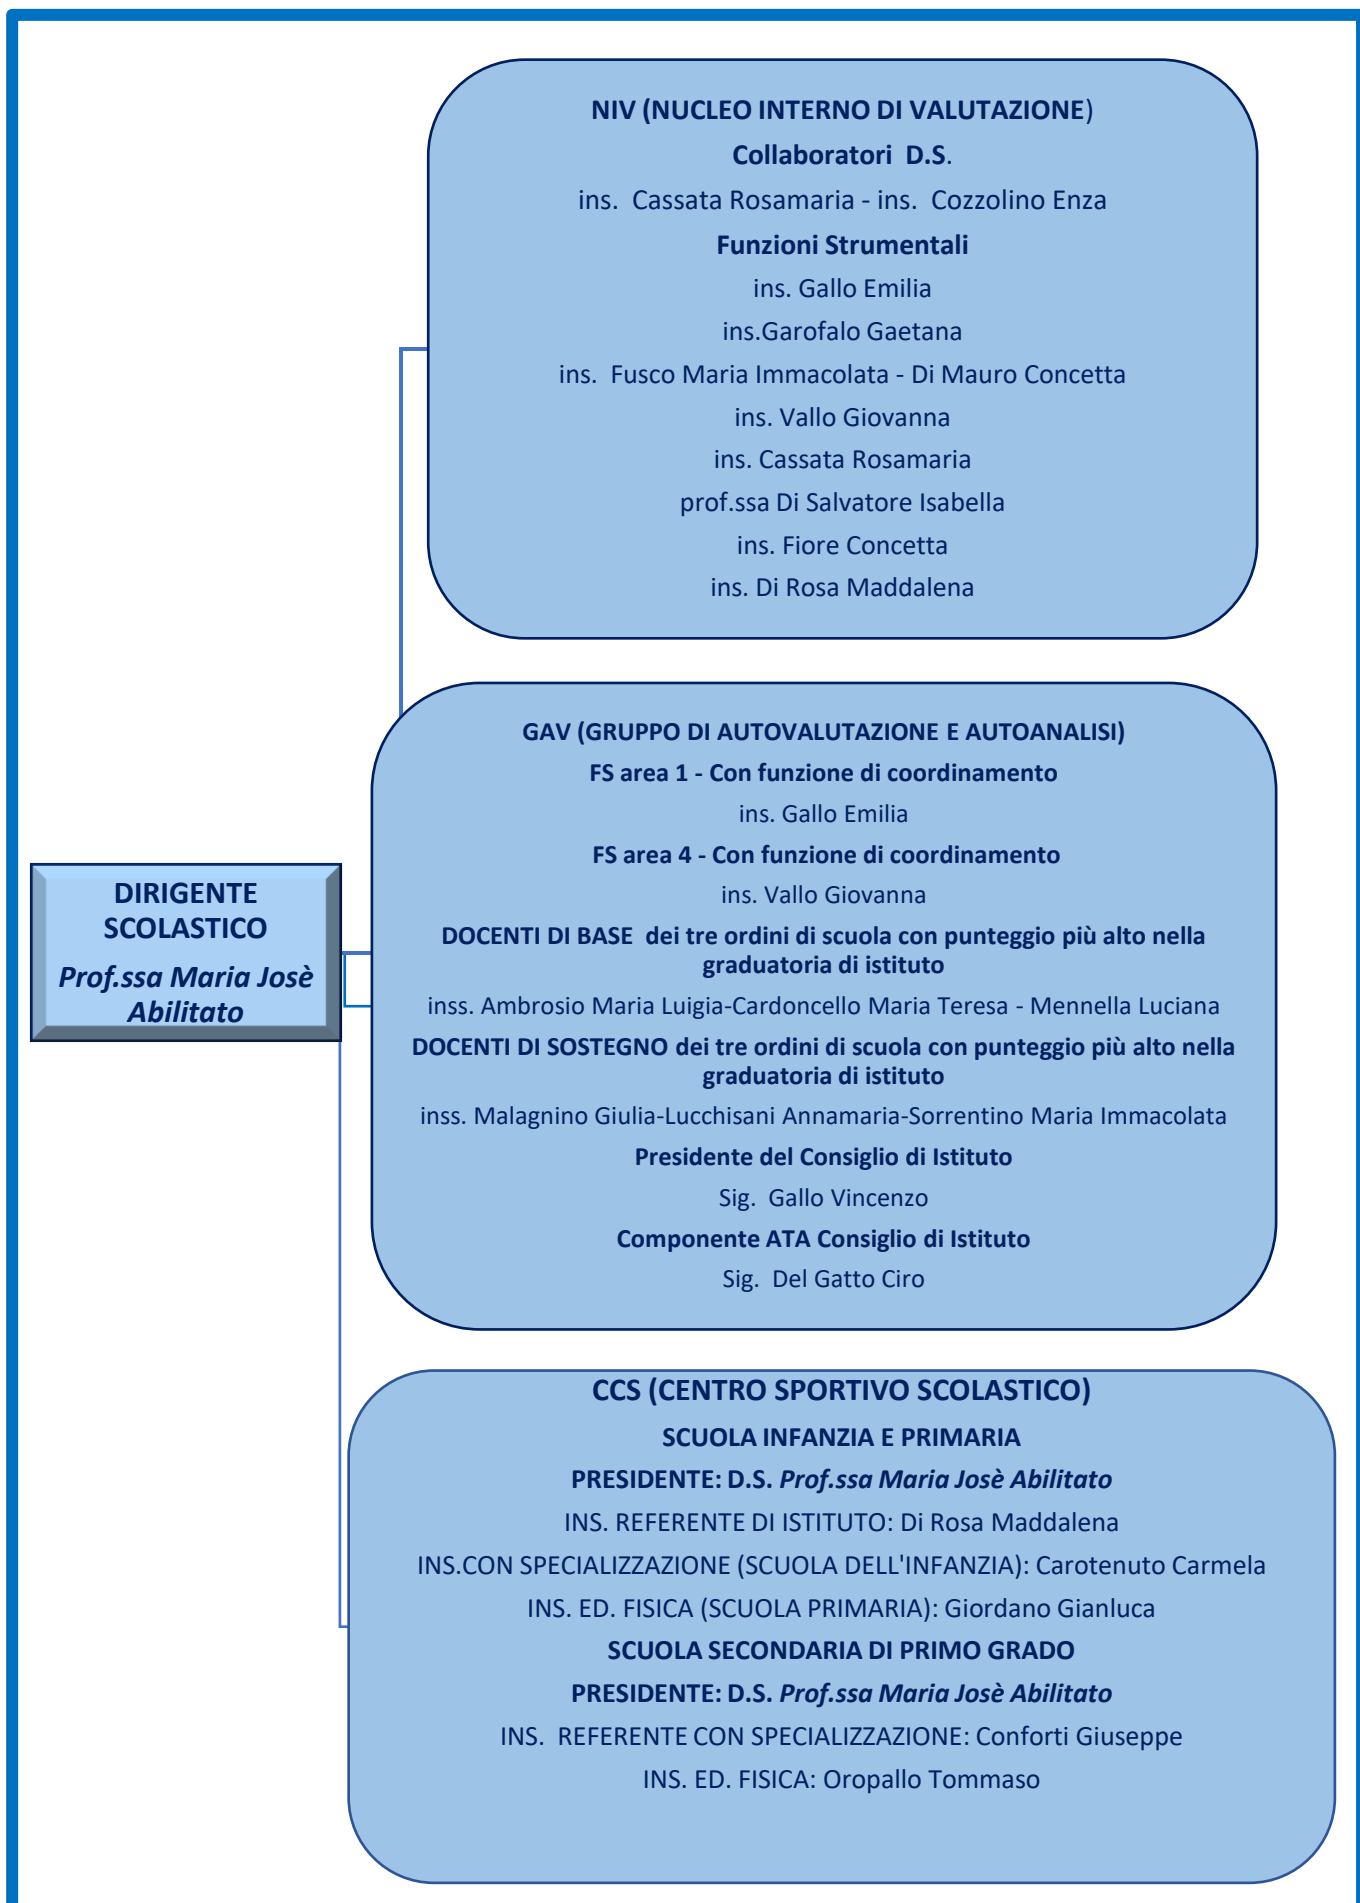 NIV (NUCLEO INTERNO DI VALUTAZIONE)
Collaboratori  D.S.
ins.  Cassata Rosamaria - ins.  Cozzolino Enza
Funzioni Strumentali
ins. Gallo Emilia
ins.Garofalo Gaetana
ins.  Fusco Maria Immacolata - Di Mauro Concetta
ins. Vallo Giovanna
ins. Cassata Rosamaria
prof.ssa Di Salvatore Isabella
ins. Fiore Concetta
ins. Di Rosa Maddalena
GAV (GRUPPO DI AUTOVALUTAZIONE E AUTOANALISI)
FS area 1 - Con funzione di coordinamento
ins. Gallo Emilia
FS area 4 - Con funzione di coordinamento
ins. Vallo Giovanna
DOCENTI DI BASE  dei tre ordini di scuola con punteggio più alto nella
graduatoria di istituto
inss. Ambrosio Maria Luigia-Cardoncello Maria Teresa - Mennella Luciana
DOCENTI DI SOSTEGNO dei tre ordini di scuola con punteggio più alto nella
graduatoria di istituto
inss. Malagnino Giulia-Lucchisani Annamaria-Sorrentino Maria Immacolata
Presidente del Consiglio di Istituto
Sig.  Gallo Vincenzo
Componente ATA Consiglio di Istituto
Sig.  Del Gatto Ciro
DIRIGENTE
SCOLASTICO
Prof.ssa Maria Josè
Abilitato
CCS (CENTRO SPORTIVO SCOLASTICO)
SCUOLA INFANZIA E PRIMARIA
PRESIDENTE: D.S. Prof.ssa Maria Josè Abilitato
INS. REFERENTE DI ISTITUTO: Di Rosa Maddalena
INS.CON SPECIALIZZAZIONE (SCUOLA DELL'INFANZIA): Carotenuto Carmela
INS. ED. FISICA (SCUOLA PRIMARIA): Giordano Gianluca
SCUOLA SECONDARIA DI PRIMO GRADO
PRESIDENTE: D.S. Prof.ssa Maria Josè Abilitato
INS.  REFERENTE CON SPECIALIZZAZIONE: Conforti Giuseppe
INS. ED. FISICA: Oropallo Tommaso